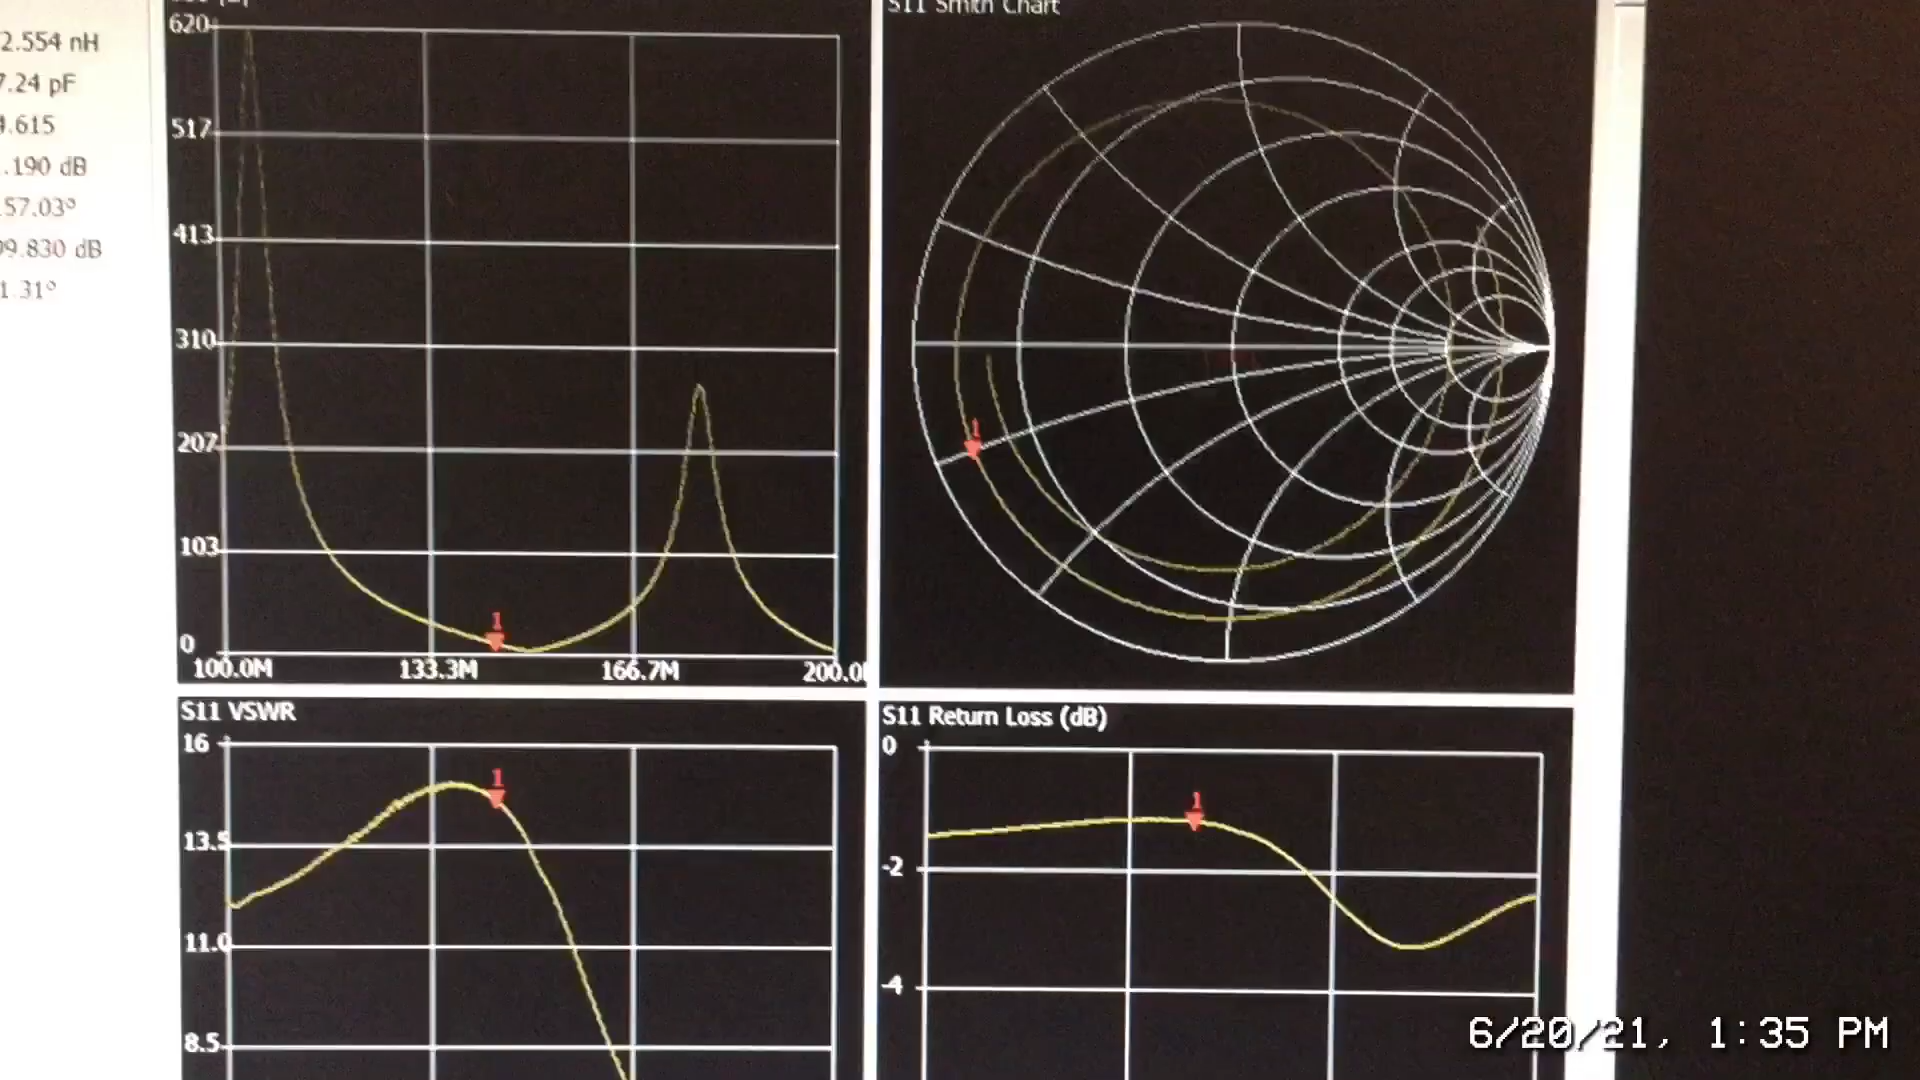 2.554 nH
7.24 pF
4.615
.190 dB
57.03°
99.830 dB
1.31°
620
517
413
310
207
103
0
1
100.0M
133.3M
166.7M
200.0
S11 Smith Chart
1
S11 VSWR
16
13.5
11.0
8.5
1
S11 Return Loss (dB)
0
-2
-4
1
6/20/21, 1:35 PM